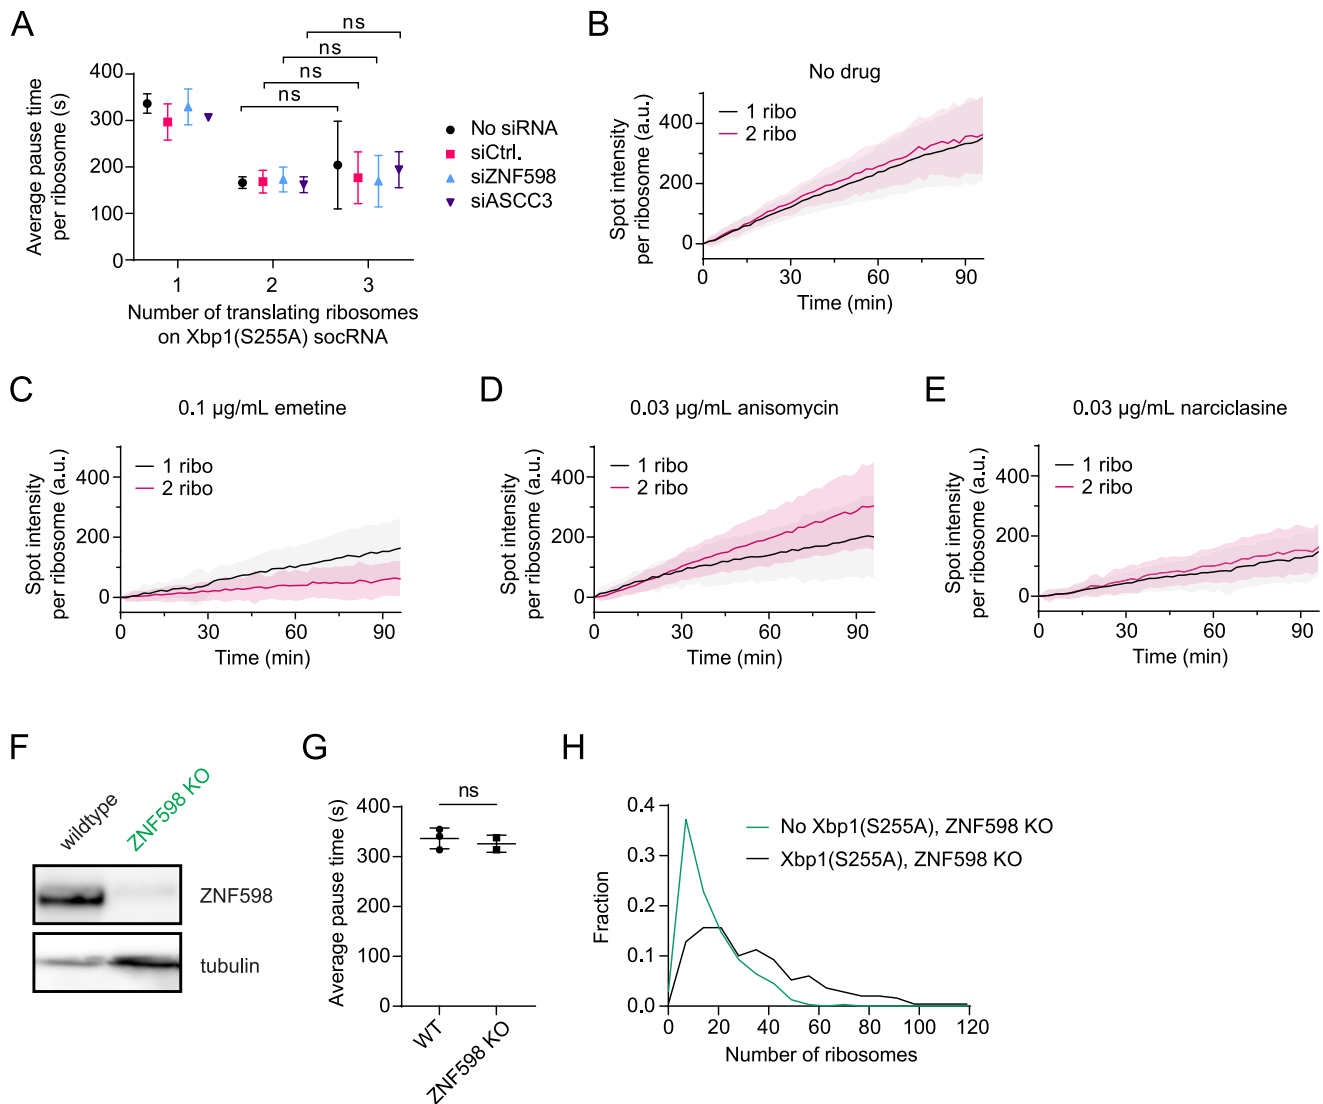 A
ns
ns
ns
ns
Average pause time
per ribosome (s)
400
300
200
100
0
1
2
3
Number of translating ribosomes
on Xbp1(S255A) socRNA
No siRNA
siCtrl.
siZNF598
siASCC3
B
No drug
1 ribo
2 ribo
Spot intensity
per ribosome (a.u.)
400
200
0
0
30
60
90
Time (min)
C
0.1 µg/mL emetine
1 ribo
2 ribo
Spot intensity
per ribosome (a.u.)
400
200
0
0
30
60
90
Time (min)
D
0.03 µg/mL anisomycin
1 ribo
2 ribo
Spot intensity
per ribosome (a.u.)
400
200
0
0
30
60
90
Time (min)
E
0.03 µg/mL narciclasine
1 ribo
2 ribo
Spot intensity
per ribosome (a.u.)
400
200
0
0
30
60
90
Time (min)
F
wildtype
ZNF598 KO
ZNF598
tubulin
G
ns
Average pause time (s)
400
300
200
100
0
WT
ZNF598 KO
H
No Xbp1(S255A), ZNF598 KO
Xbp1(S255A), ZNF598 KO
Fraction
0.4
0.3
0.2
0.1
0.0
0
20
40
60
80
100
120
Number of ribosomes